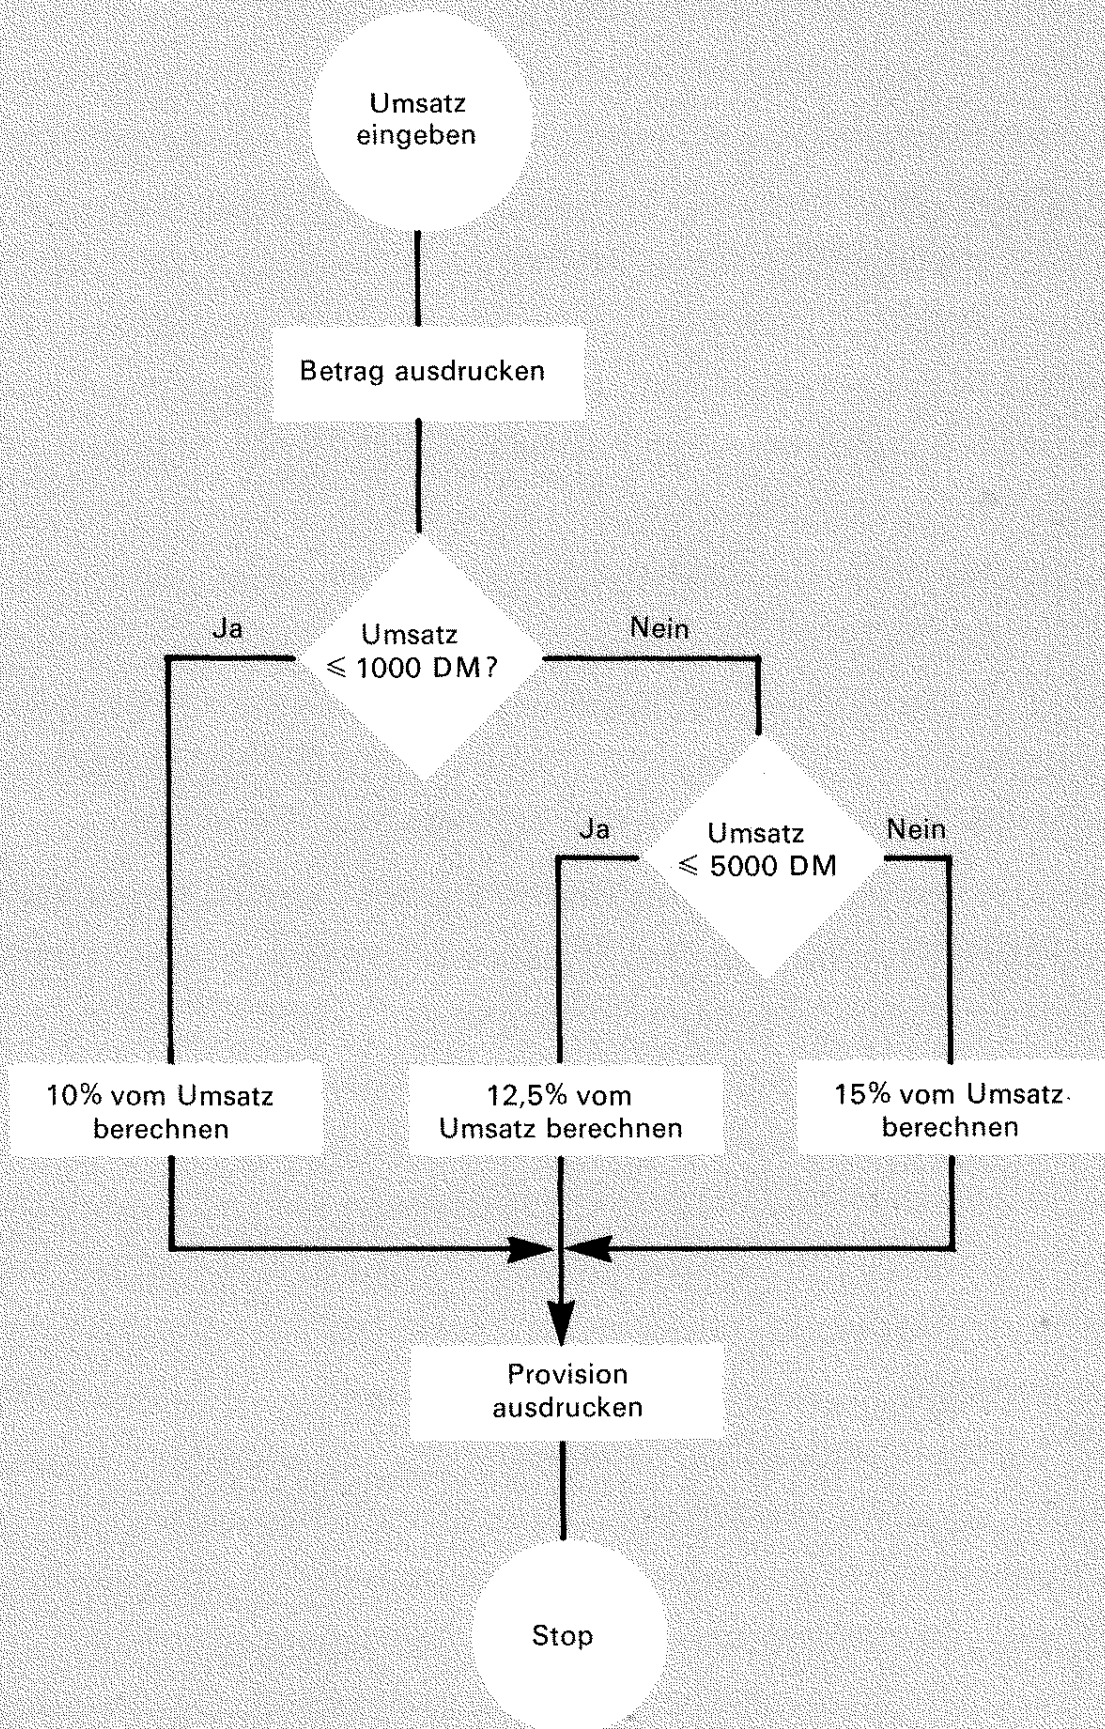 Umsatz
eingeben
Betrag ausdrucken
Ja
Umsatz
≤ 1000 DM?
Nein
Ja
Umsatz
≤ 5000 DM
Nein
10% vom Umsatz
berechnen
12,5% vom
Umsatz berechnen
15% vom Umsatz
berechnen
Provision
ausdrucken
Stop